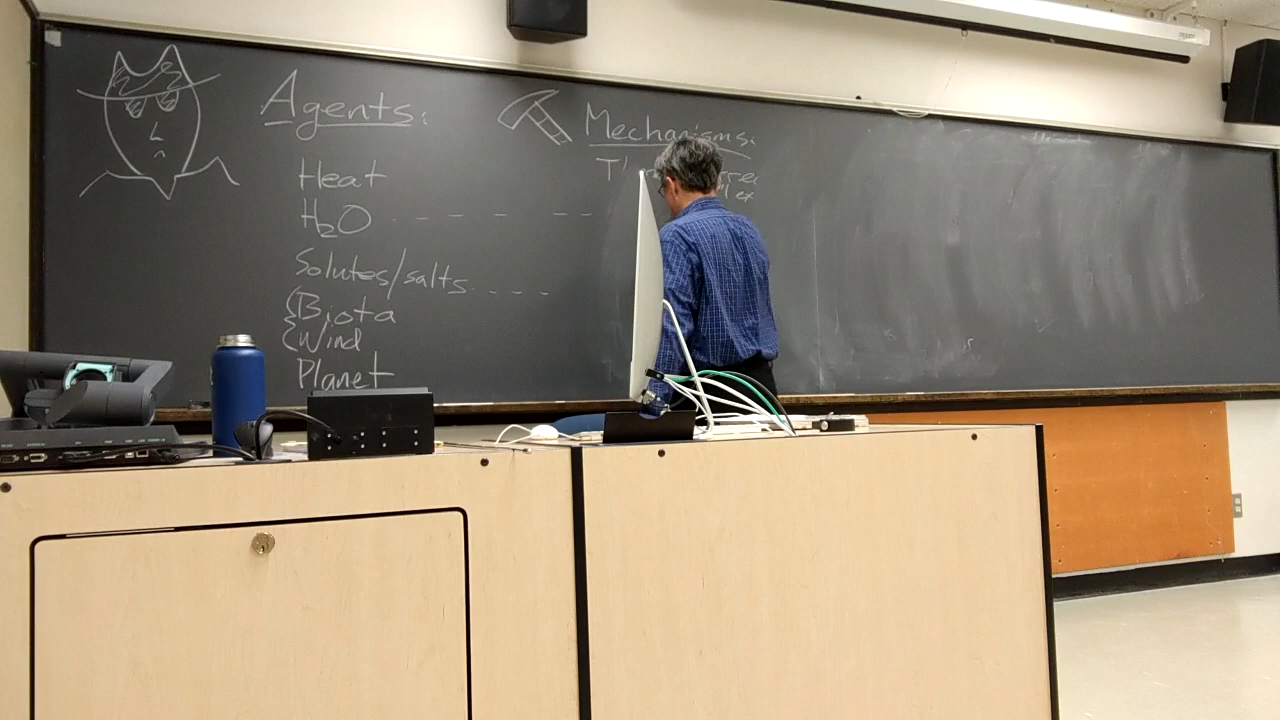 Agents:
Mechanisms:
Heat
H2O
Solutes/salts
Biota
Wind
Planet